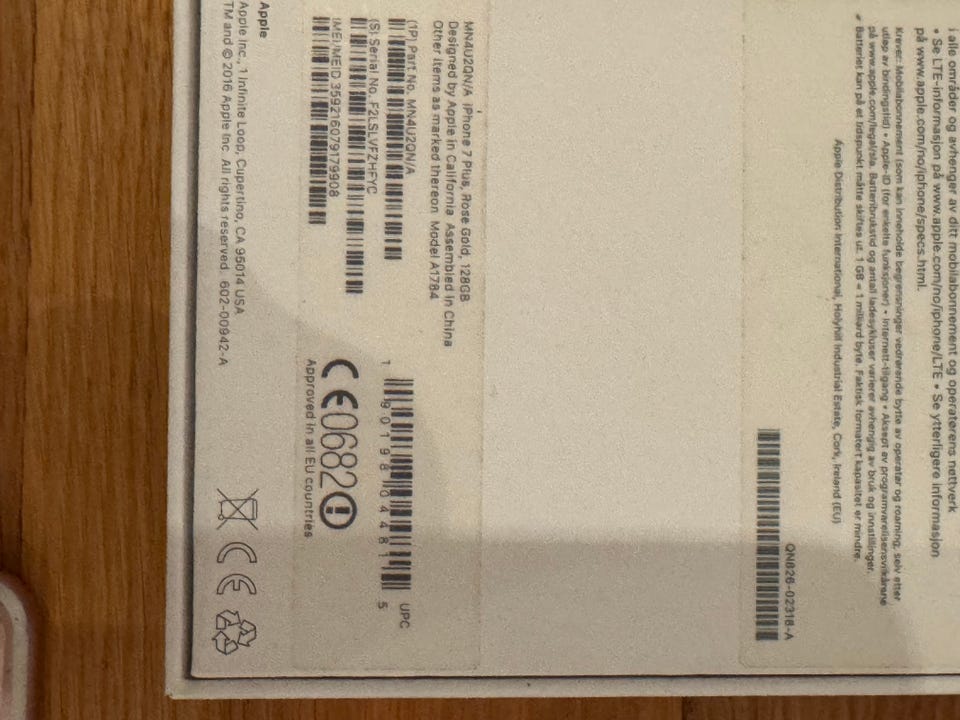 i alle områder og avhenger av ditt mobilabonnement og operatørens nettverk
• Se LTE-informasjon på www.apple.com/no/iphone/LTE • Se ytterligere informasjon
på www.apple.com/no/iphone/specs.html.
Krever: Mobilabonnement (som kan inneholde begrensninger vedrørende bytte av operatør og roaming, selv etter
utløp av bindingstid) • Apple-ID (for enkelte funksjoner) • Internett-tilgang • Aksept av programvarelisensvilkårene
på www.apple.com/legal/sla. Batteribrukstid og antall ladesykluser varierer avhengig av bruk og innstillinger.
Batteriet kan på et tidspunkt måtte skiftes ut. 1 GB = 1 milliard byte. Faktisk formatert kapasitet er mindre.
Apple Distribution International, Holyhill Industrial Estate, Cork, Ireland (EU)
QN826-02318-A
MN4U2QN/A iPhone 7 Plus, Rose Gold, 128GB
Designed by Apple in California Assembled in China
Other items as marked thereon Model A1784
(1P) Part No. MN4U2QN/A
(S) Serial No. F2LSLVFZHFYC
IMEI/MEID 359216079179908
UPC
1 90198 04481 5
CE0682
Approved in all EU countries
Apple
Apple Inc., 1 Infinite Loop, Cupertino, CA 95014 USA
TM and © 2016 Apple Inc. All rights reserved. 602-00942-A
CE